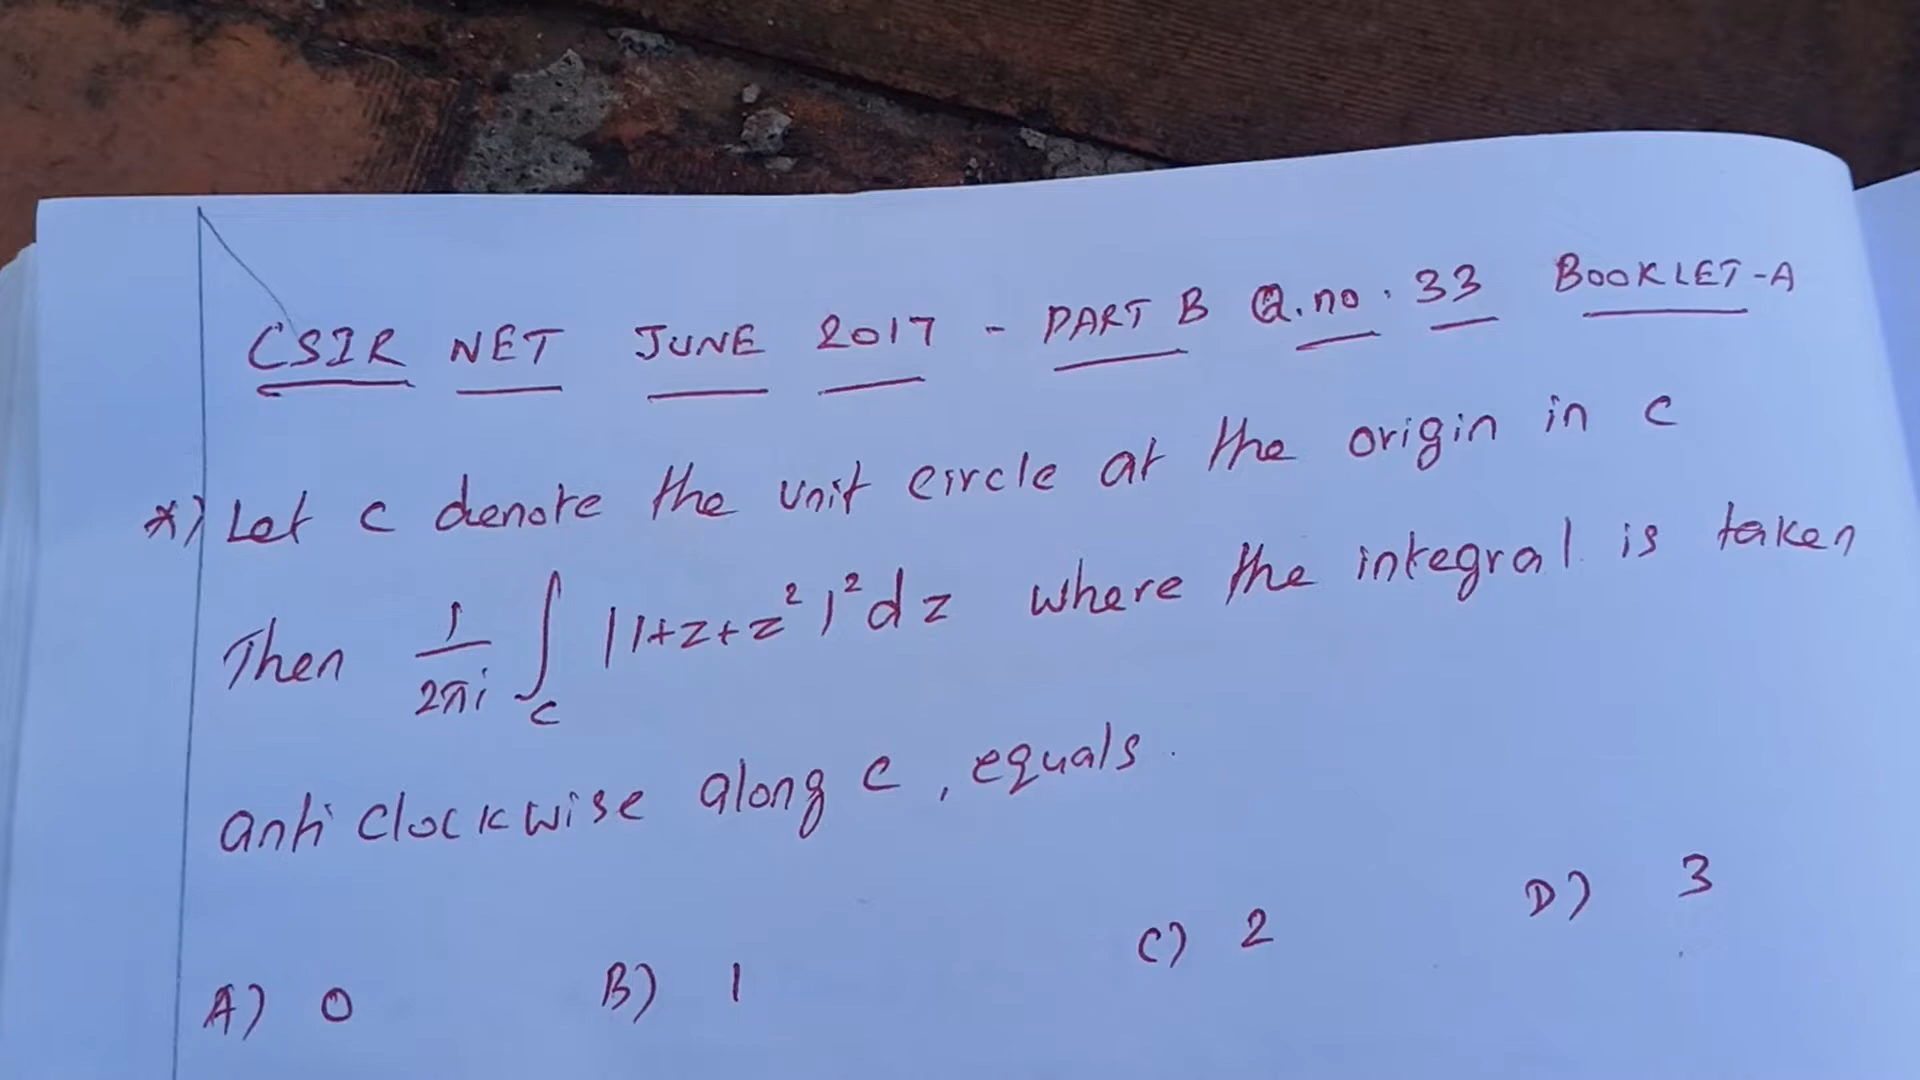 CSIR NET JUNE 2017 - PART B Q.no. 33 BOOKLET-A
*) Let c denote the unit circle at the origin in c
Then 1/2πi ∫c |1+z+z²|² dz where the integral is taken
anti clockwise along c, equals.
A) 0 B) 1 C) 2 D) 3